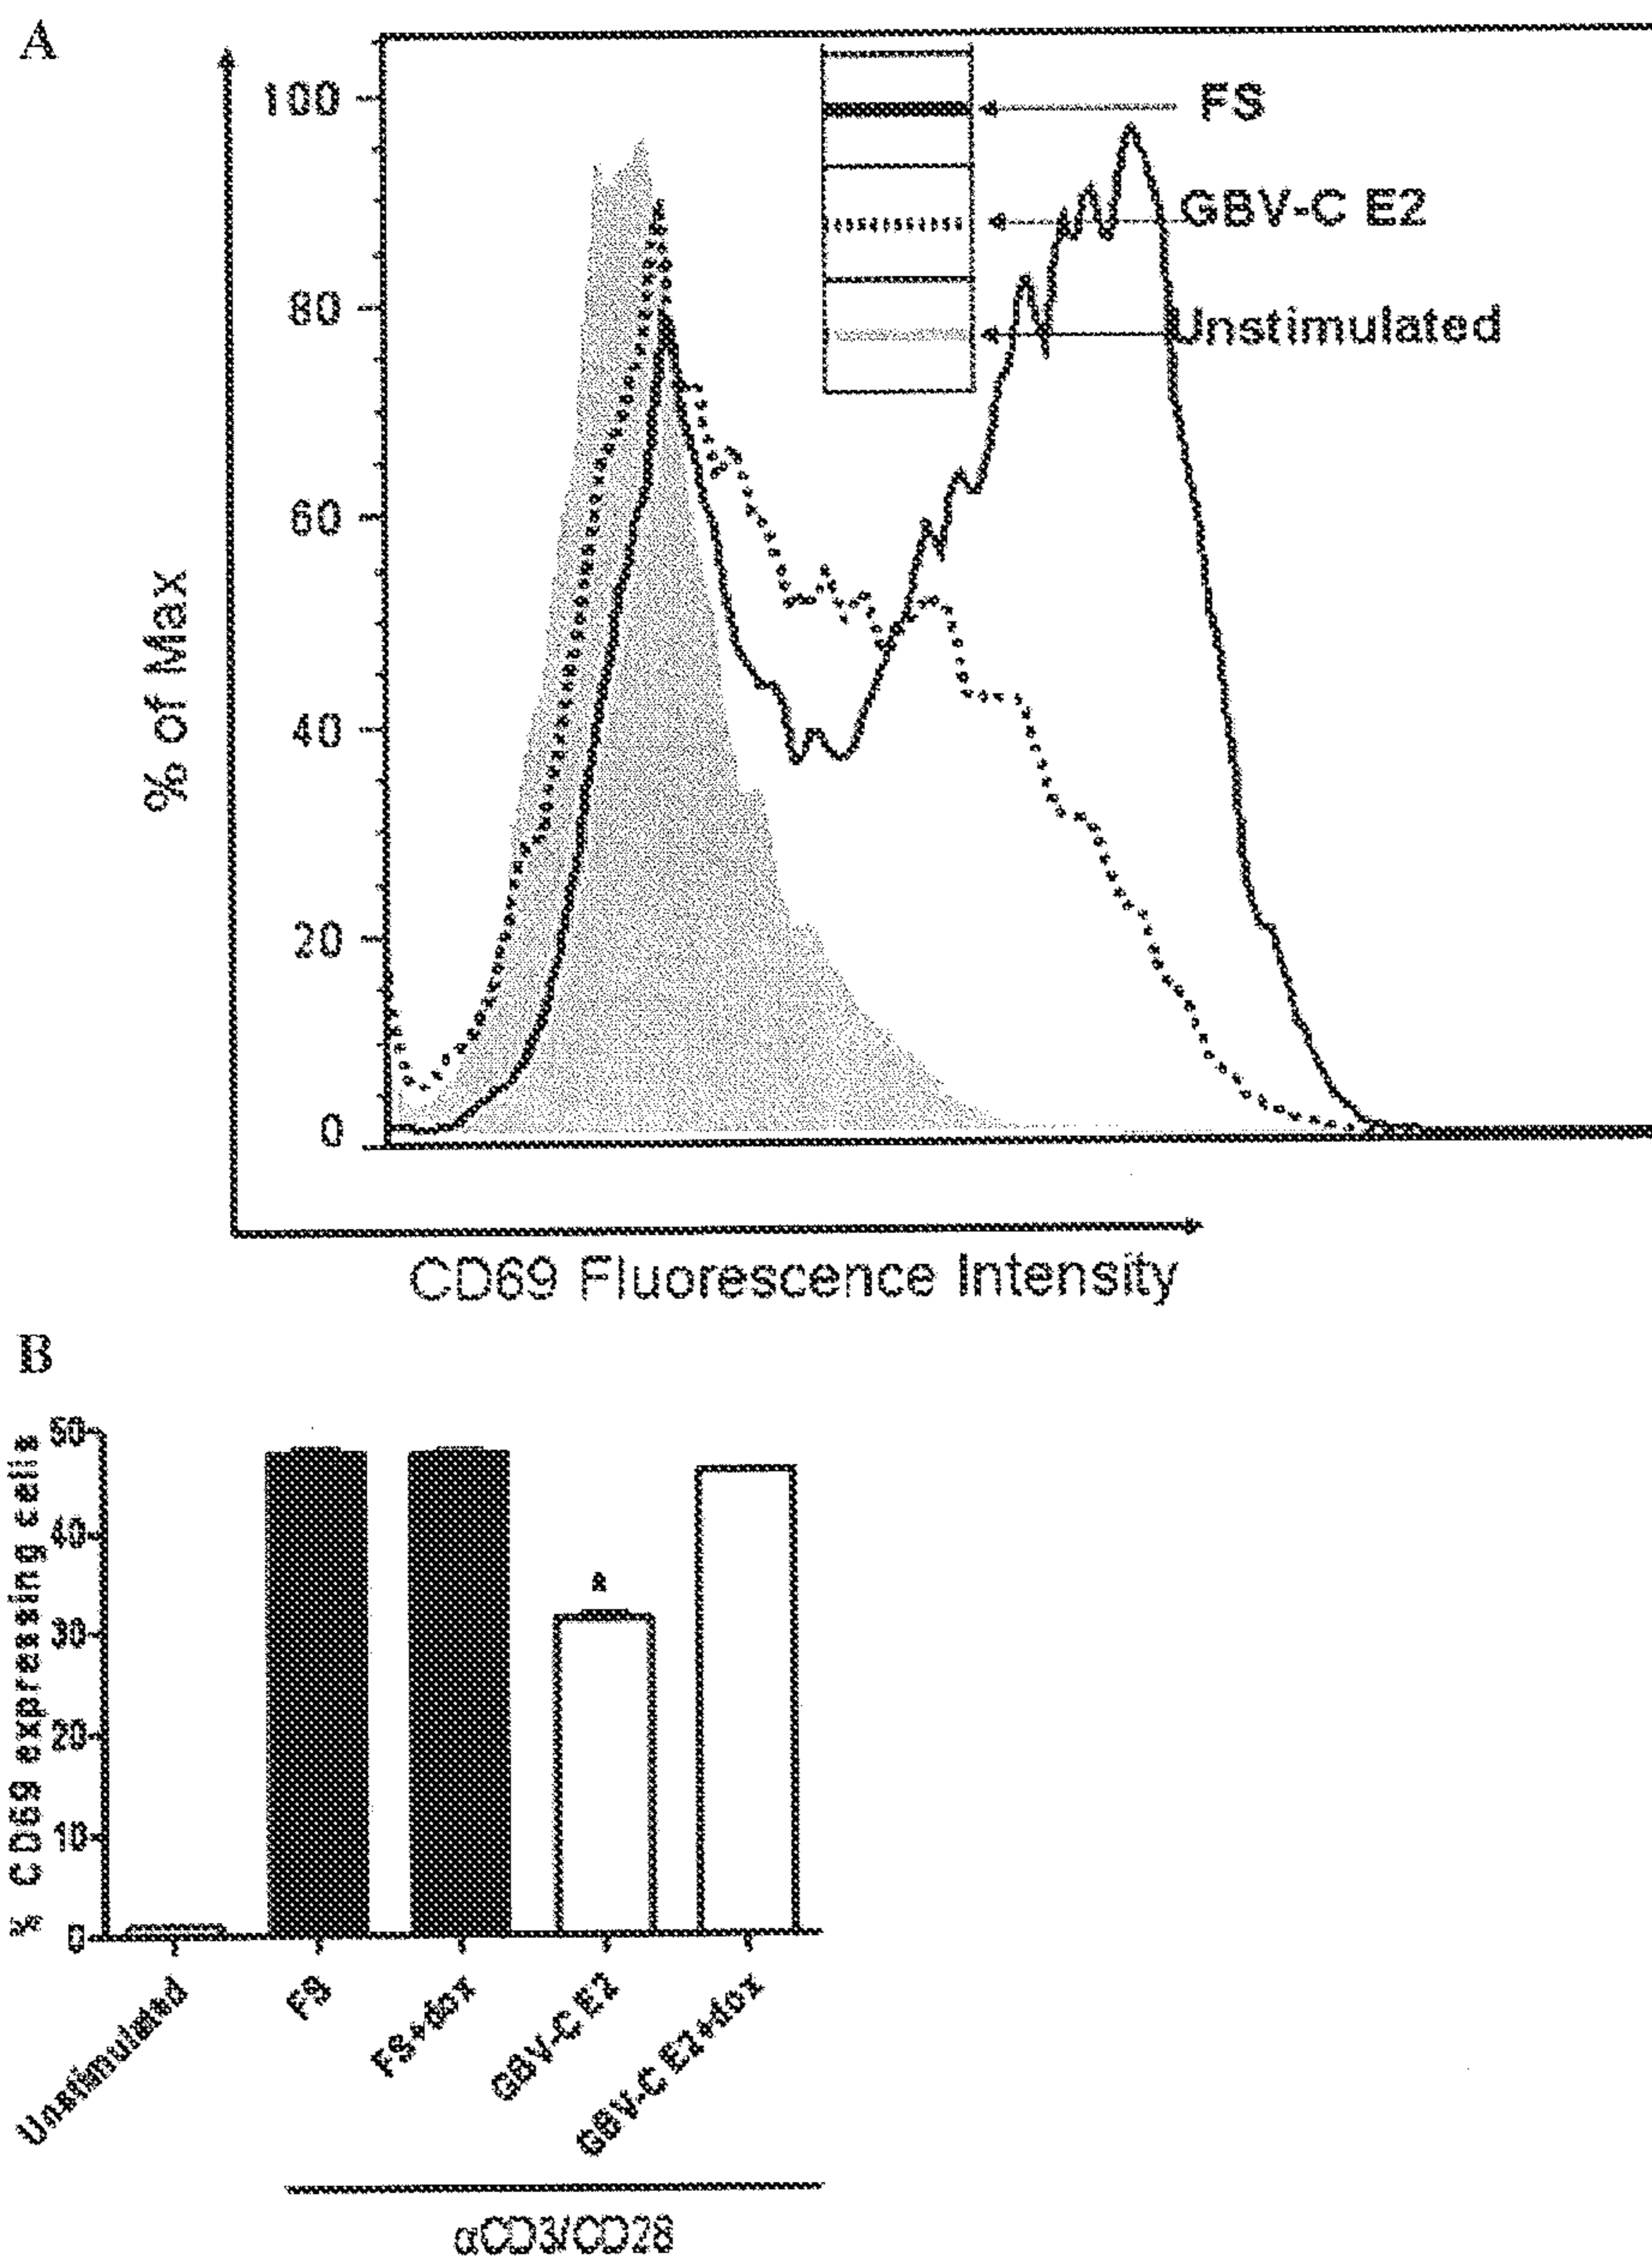 A
100
80
60
40
20
0
% of Max
FS
GBV-C E2
Unstimulated
CD69 Fluorescence Intensity
B
50
40
30
20
10
0
% CD69 expressing cells
*
Unstimulated
FS
FS+dox
GBV-C E2
GBV-C E2+dox
αCD3/CD28